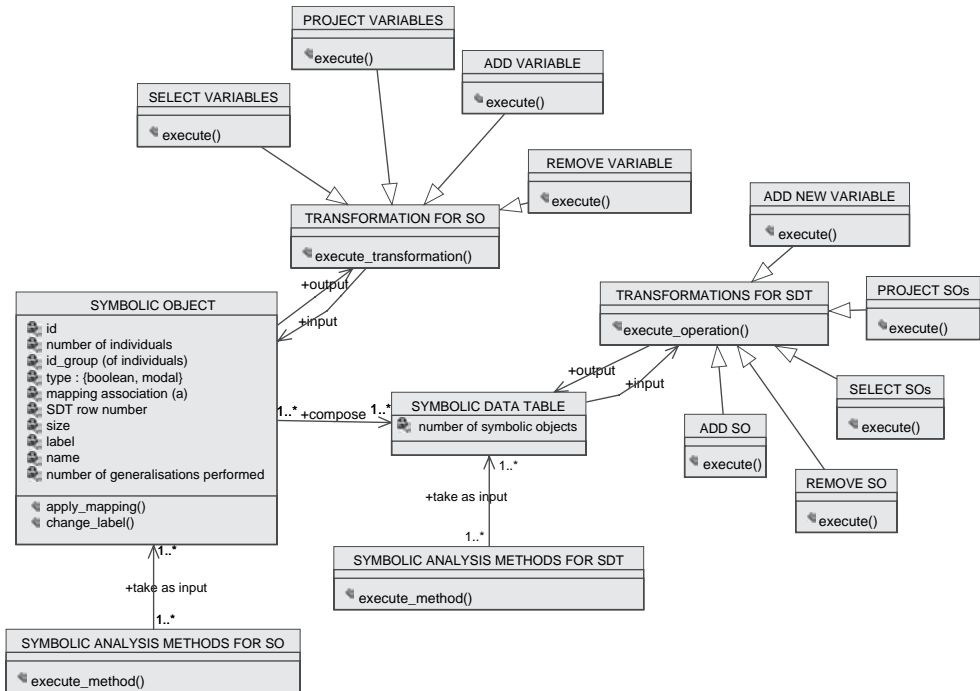 PROJECT VARIABLES
execute()
ADD VARIABLE
execute()
SELECT VARIABLES
execute()
REMOVE VARIABLE
execute()
TRANSFORMATION FOR SO
execute_transformation()
ADD NEW VARIABLE
execute()
+output
+input
SYMBOLIC OBJECT
id
number of individuals
id_group (of individuals)
type : {boolean, modal}
mapping association (a)
SDT row number
size
label
name
number of generalisations performed
apply_mapping()
change_label()
TRANSFORMATIONS FOR SDT
execute_operation()
PROJECT SOs
execute()
+output
+input
SELECT SOs
execute()
1..*
+compose
1..*
SYMBOLIC DATA TABLE
number of symbolic objects
ADD SO
execute()
REMOVE SO
execute()
1..*
+take as input
1..*
SYMBOLIC ANALYSIS METHODS FOR SDT
execute_method()
1..*
+take as input
1..*
SYMBOLIC ANALYSIS METHODS FOR SO
execute_method()